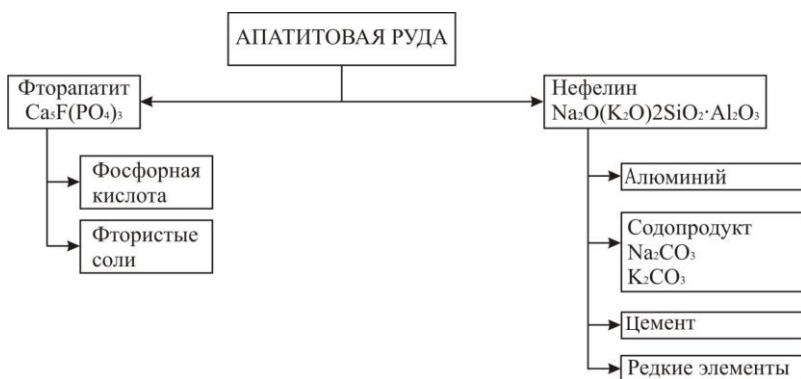 АПАТИТОВАЯ РУДА
Фторапатит
Ca₅F(PO₄)₃
Фосфорная
кислота
Фтористые
соли
Нефелин
Na₂O(K₂O)2SiO₂·Al₂O₃
Алюминий
Содопродукт
Na₂CO₃
K₂CO₃
Цемент
Редкие элементы